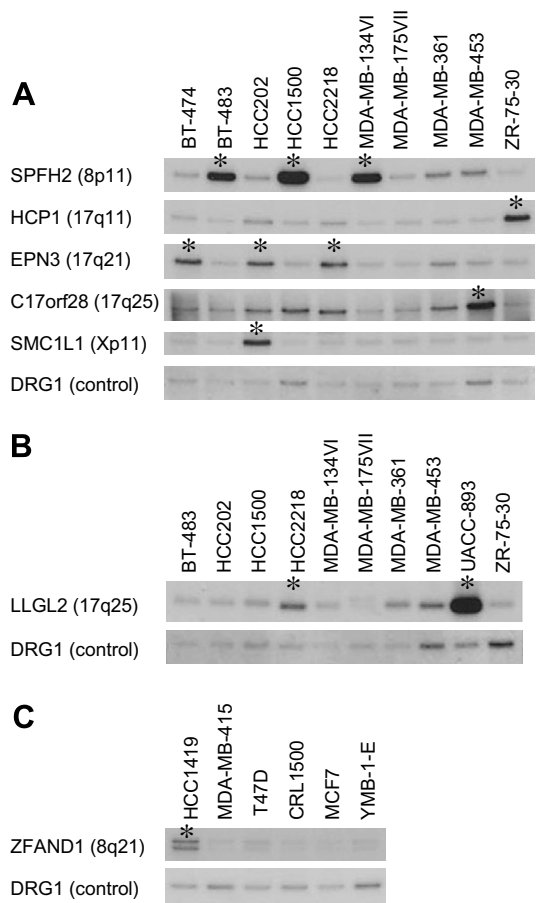 A
BT-474
BT-483
HCC202
HCC1500
HCC2218
MDA-MB-134VI
MDA-MB-175VII
MDA-MB-361
MDA-MB-453
ZR-75-30
SPFH2 (8p11)
* * *
HCP1 (17q11)
*
EPN3 (17q21)
* * *
C17orf28 (17q25)
*
SMC1L1 (Xp11)
*
DRG1 (control)
B
BT-483
HCC202
HCC1500
HCC2218
MDA-MB-134VI
MDA-MB-175VII
MDA-MB-361
MDA-MB-453
UACC-893
ZR-75-30
LLGL2 (17q25)
* *
DRG1 (control)
C
HCC1419
MDA-MB-415
T47D
CRL1500
MCF7
YMB-1-E
ZFAND1 (8q21)
*
DRG1 (control)